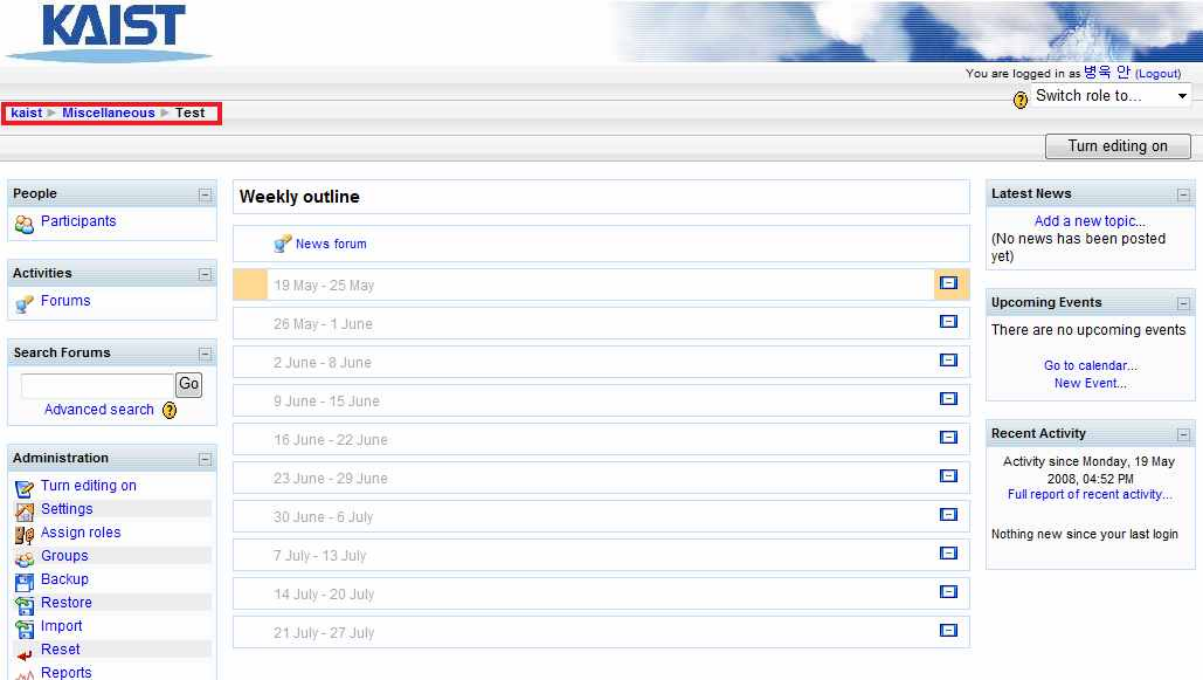 KAIST
You are logged in as 병욱 안 (Logout)
Switch role to...
kaist ► Miscellaneous ► Test
Turn editing on
People
Participants
Activities
Forums
Search Forums
Go
Advanced search
Administration
Turn editing on
Settings
Assign roles
Groups
Backup
Restore
Import
Reset
Reports
Weekly outline
News forum
19 May - 25 May
26 May - 1 June
2 June - 8 June
9 June - 15 June
16 June - 22 June
23 June - 29 June
30 June - 6 July
7 July - 13 July
14 July - 20 July
21 July - 27 July
Latest News
Add a new topic...
(No news has been posted
yet)
Upcoming Events
There are no upcoming events
Go to calendar...
New Event...
Recent Activity
Activity since Monday, 19 May
2008, 04:52 PM
Full report of recent activity...
Nothing new since your last login